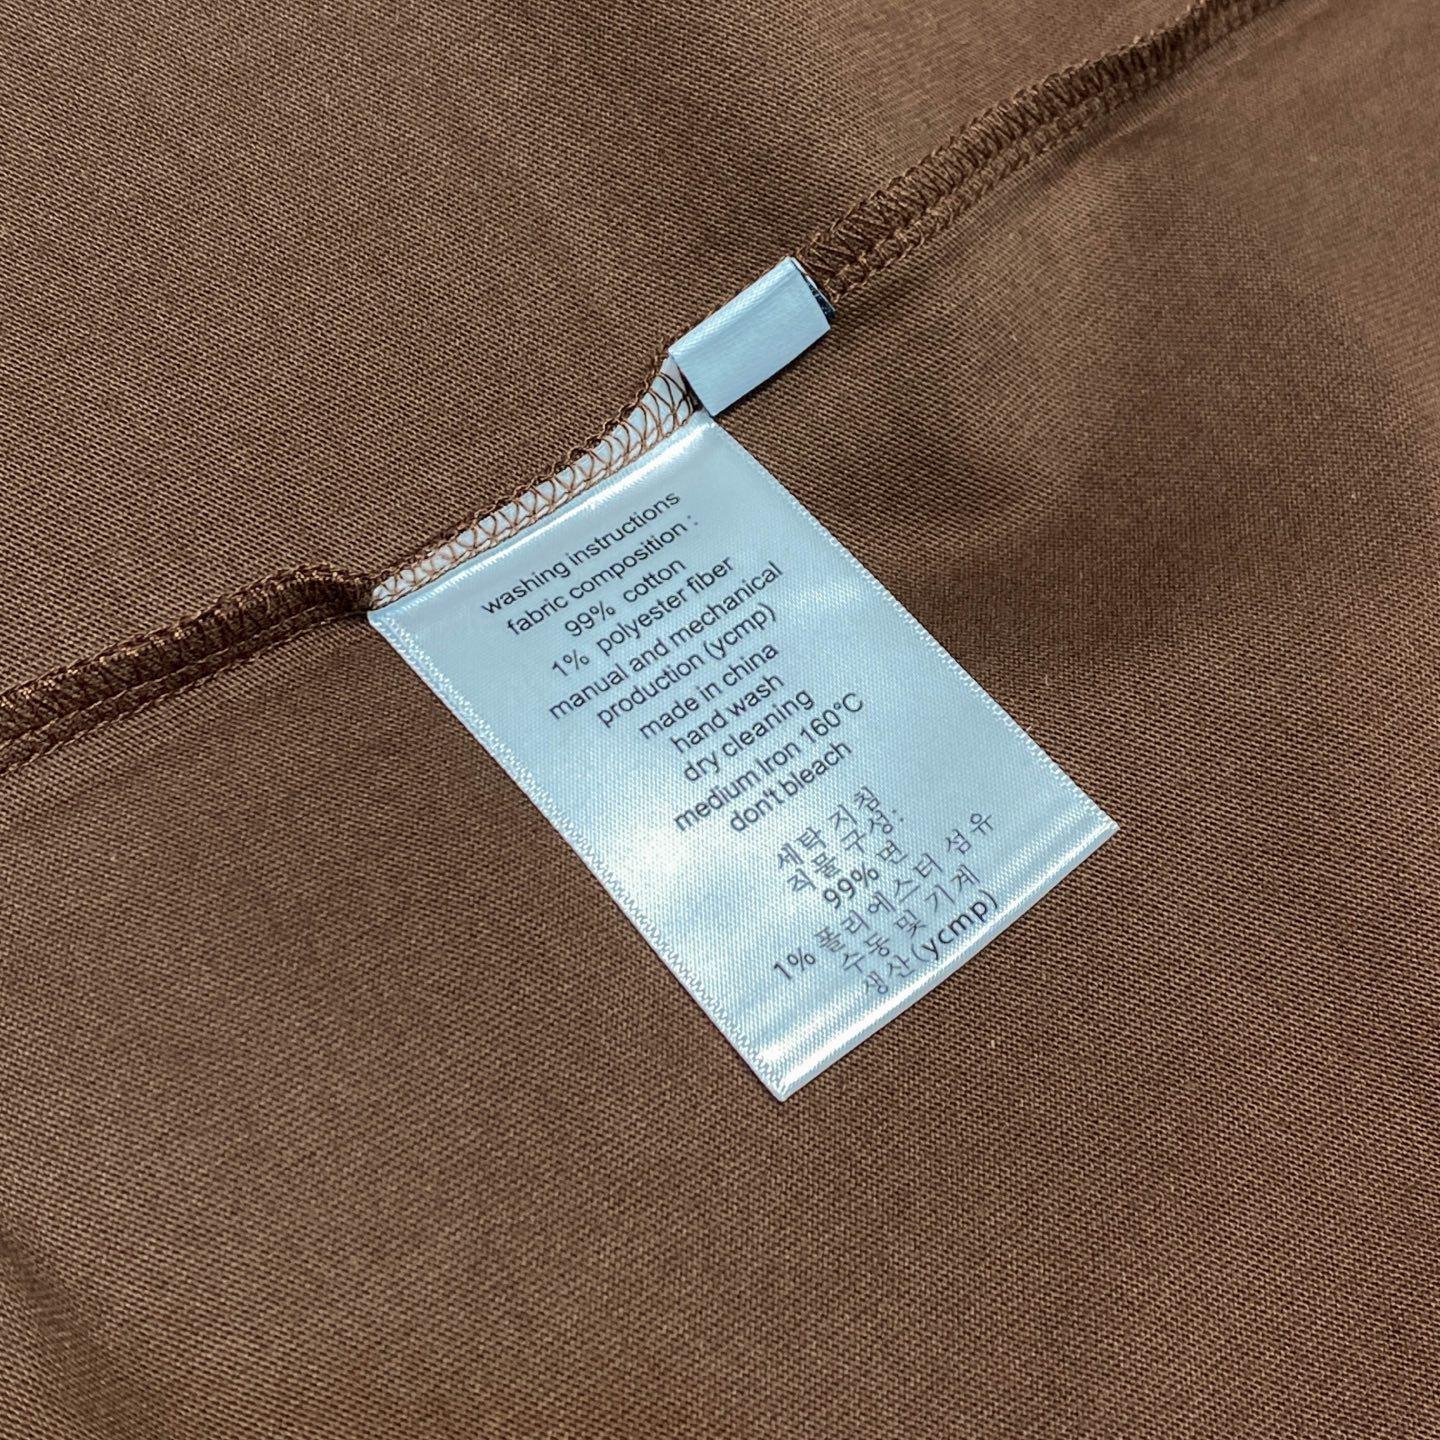 washing instructions
fabric composition :
99% cotton
1% polyester fiber
manual and mechanical
production (ycmp)
made in china
hand wash
dry cleaning
medium Iron 160°C
don't bleach
세탁 지침
직물 구성:
99% 면
1% 폴리에스터 섬유
수동 및 기계
생산(ycmp)